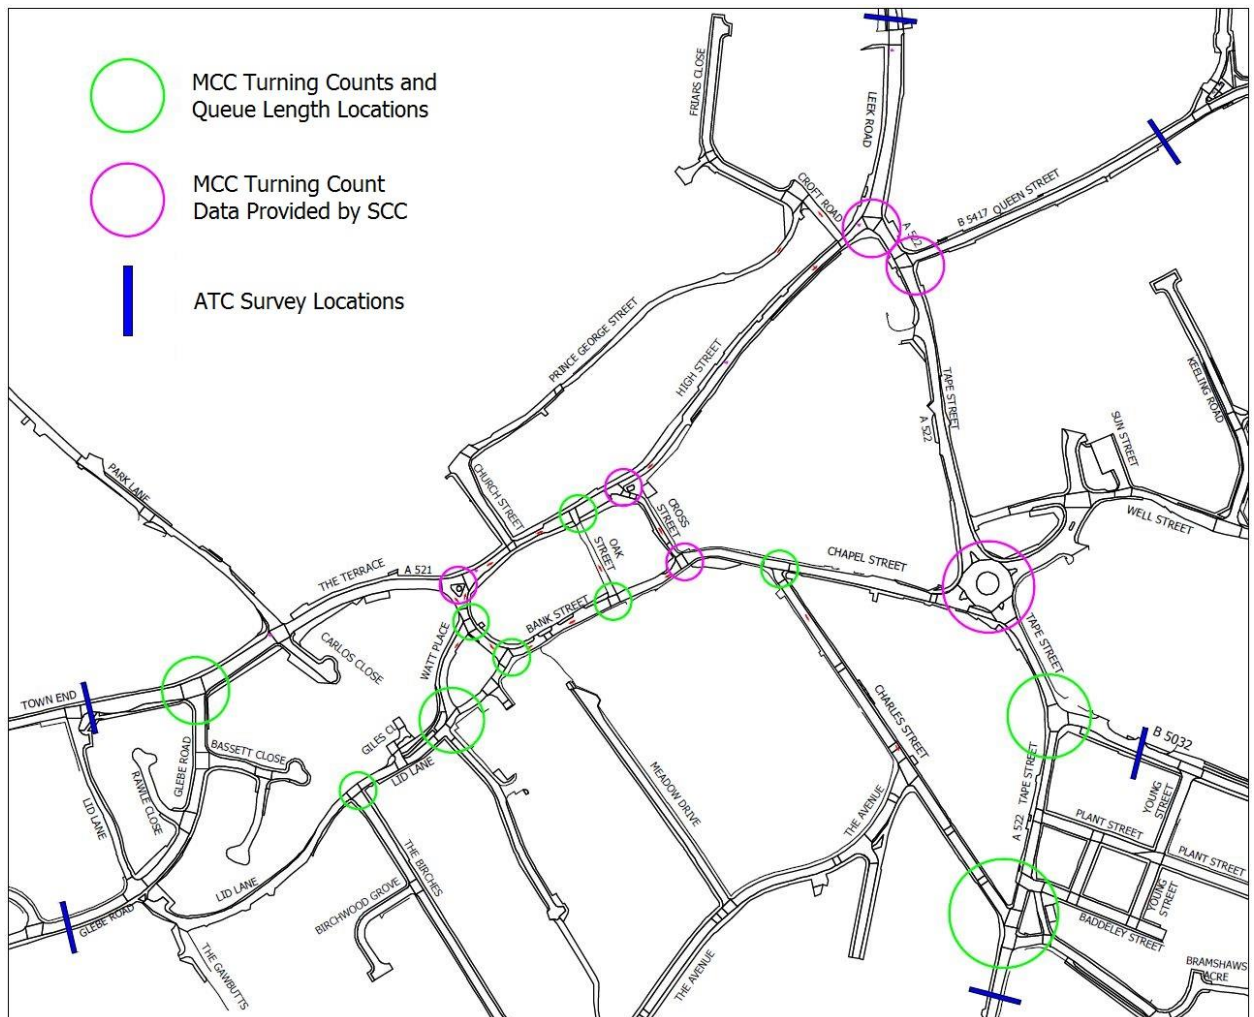 MCC Turning Counts and
Queue Length Locations
MCC Turning Count
Data Provided by SCC
ATC Survey Locations
FRIARS CLOSE
LEEK ROAD
CROFT ROAD
A 522
B 5417 QUEEN STREET
PRINCE GEORGE STREET
HIGH STREET
TAPE STREET
A 522
KEELING ROAD
SUN STREET
WELL STREET
PARK LANE
CHURCH STREET
CROSS
STREET
OAK
STREET
CHAPEL STREET
THE TERRACE
A 521
BANK STREET
WATT PLACE
CARLOS CLOSE
TAPE STREET
TOWN END
GLEBE ROAD
BASSETT CLOSE
GILES CL
LID LANE
RAWLE CLOSE
LID LANE
CHARLES STREET
MEADOW DRIVE
THE AVENUE
B 5032
A 522 TAPE STREET
YOUNG
STREET
PLANT STREET
PLANT STREET
YOUNG
STREET
BADDELEY STREET
LID LANE
THE BIRCHES
BIRCHWOOD GROVE
GLEBE ROAD
THE GAWBUTTS
THE AVENUE
BRAMSHAWS
ACRE